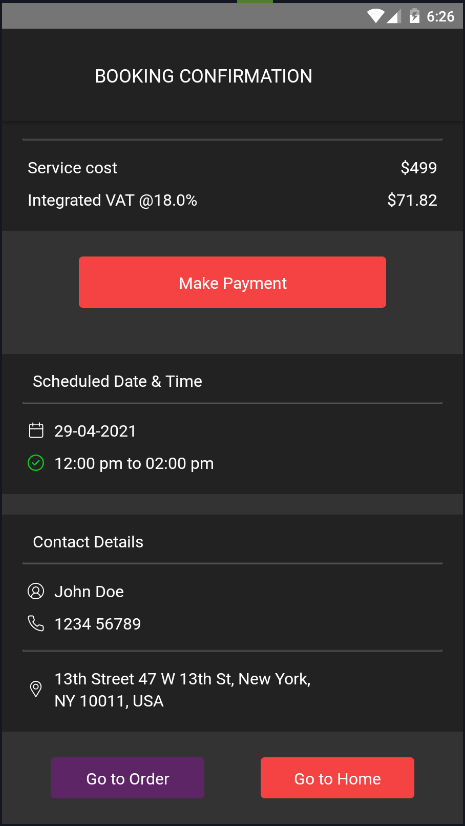 6:26
BOOKING CONFIRMATION
Service cost $499
Integrated VAT @18.0% $71.82
Make Payment
Scheduled Date & Time
29-04-2021
12:00 pm to 02:00 pm
Contact Details
John Doe
1234 56789
13th Street 47 W 13th St, New York,
NY 10011, USA
Go to Order Go to Home